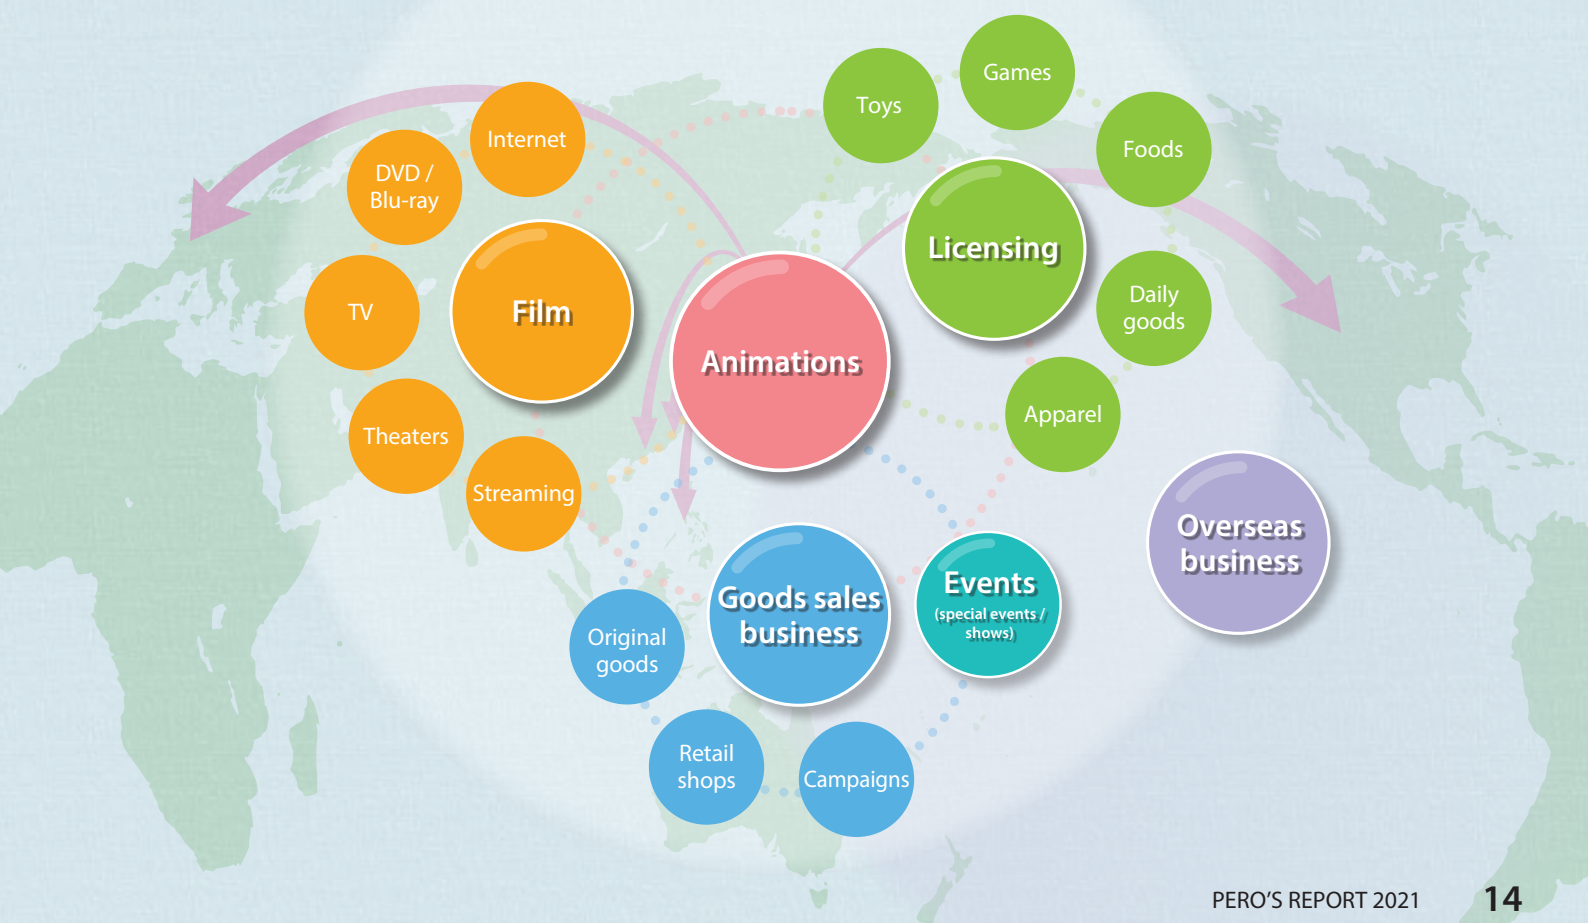 Games
Toys
Foods
Internet
DVD /
Blu-ray
Licensing
Film
TV
Daily
goods
Animations
Apparel
Theaters
Streaming
Overseas
business
Goods sales
business
Events
(special events /
shows)
Original
goods
Retail
shops
Campaigns
PERO’S REPORT 2021
14